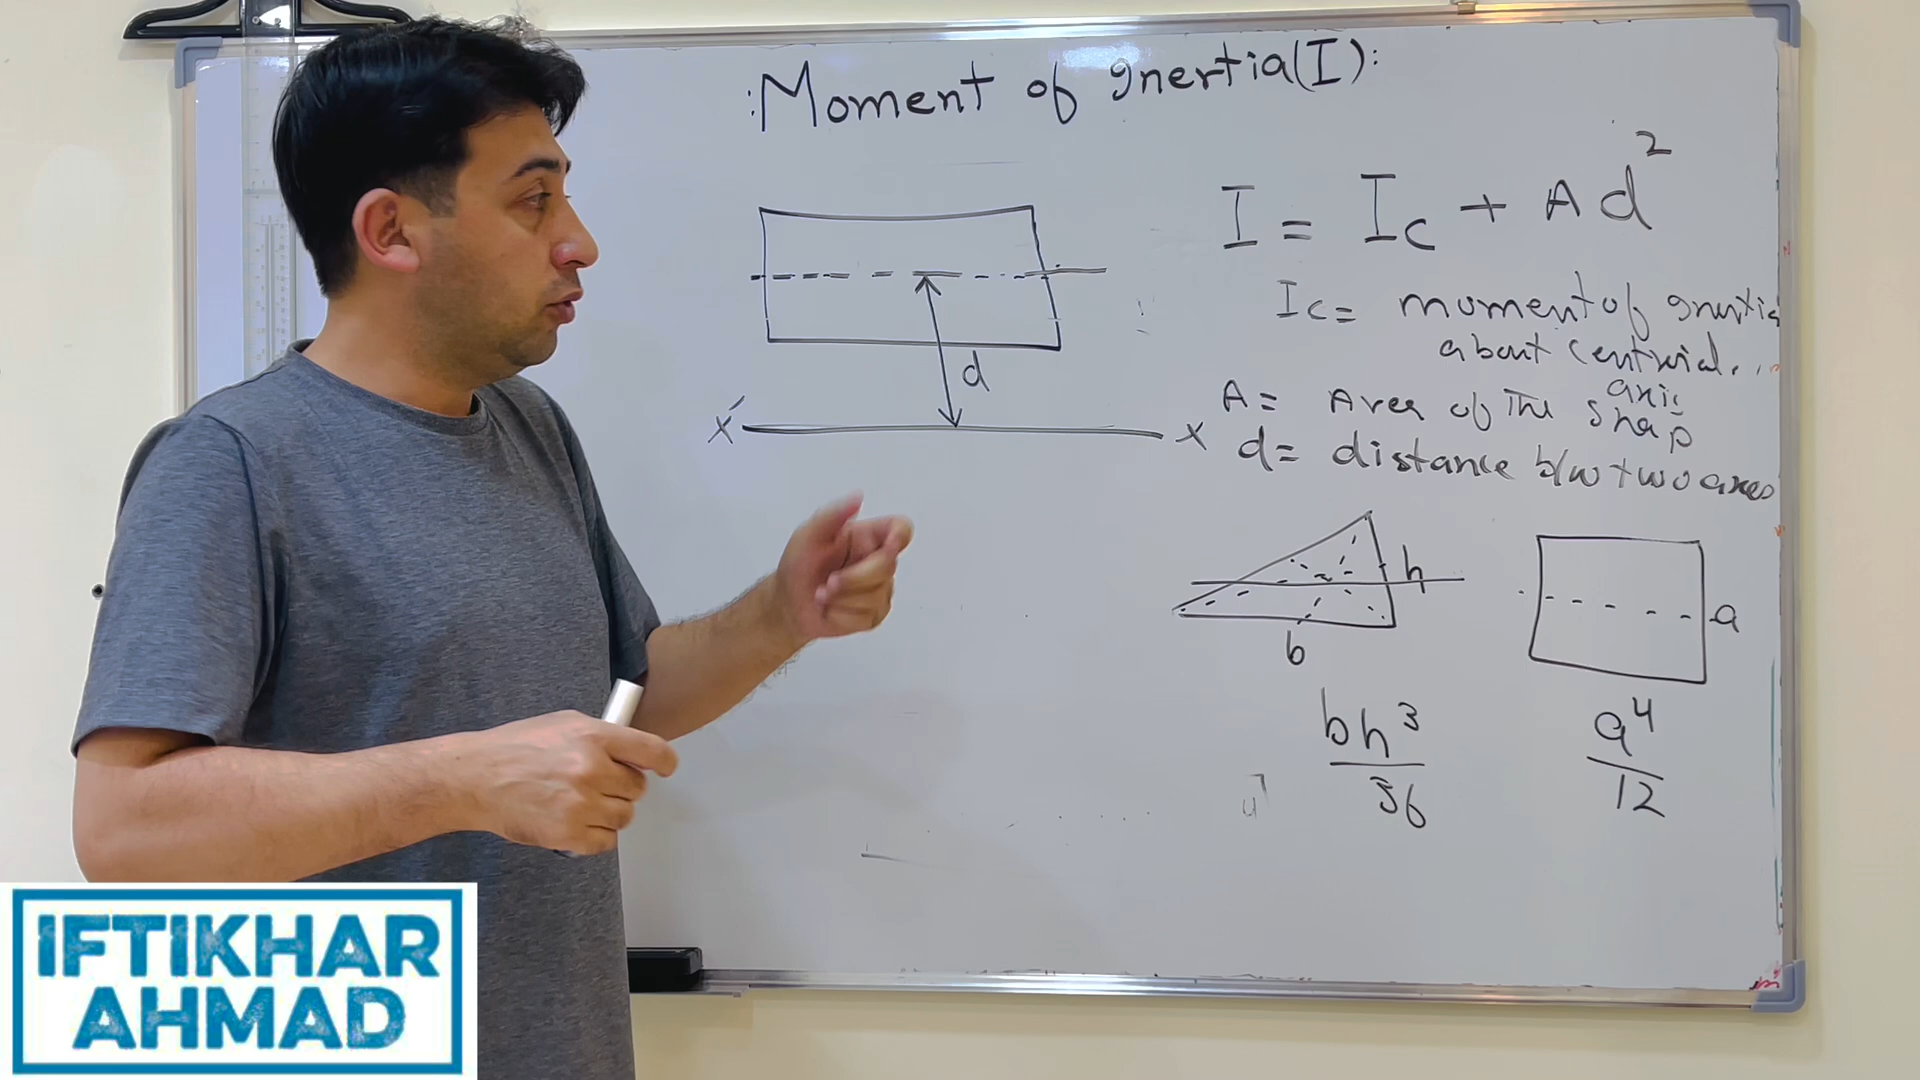 :Moment of Inertia(I):
I = Ic + Ad²
Ic = moment of Inertia
about centroid...
axis
A = Area of The shap
d = distance b/w two axes
d
X' X
h
b
a
bh³
36
a⁴
12
IFTIKHAR
AHMAD